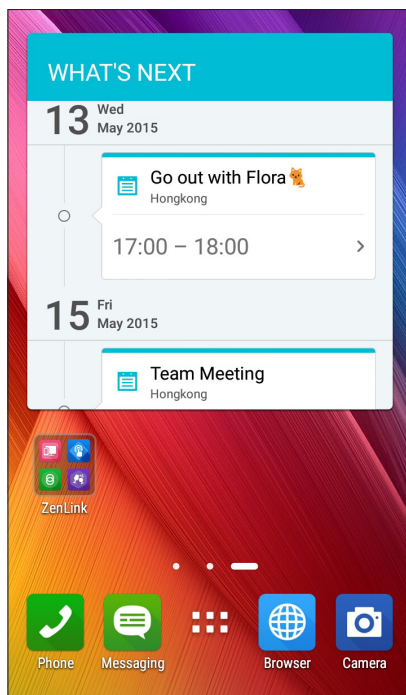 WHAT'S NEXT
13 Wed
May 2015
Go out with Flora🐈
Hongkong
17:00 – 18:00
15 Fri
May 2015
Team Meeting
Hongkong
ZenLink
Phone Messaging Browser Camera